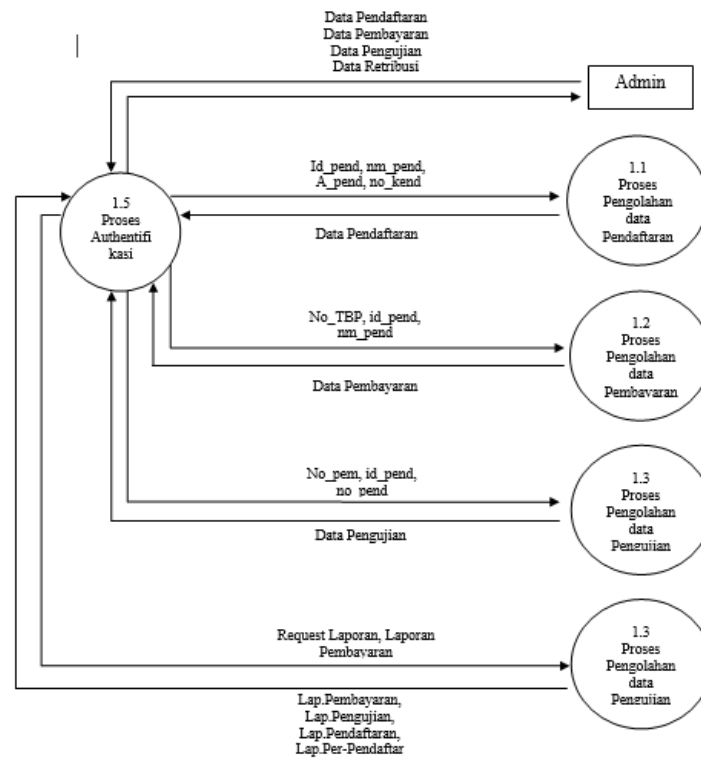 Data Pendaftaran
Data Pembayaran
Data Pengujian
Data Retribusi
Admin
Id_pend, nm_pend,
A_pend, no_kend
1.1
Proses
Pengolahan
data
Pendaftaran
1.5
Proses
Authentifi
kasi
Data Pendaftaran
No_TBP, id_pend,
nm_pend
1.2
Proses
Pengolahan
data
Pembayaran
Data Pembayaran
No_pem, id_pend,
no_pend
1.3
Proses
Pengolahan
data
Pengujian
Data Pengujian
Request Laporan, Laporan
Pembayaran
1.3
Proses
Pengolahan
data
Pengujian
Lap.Pembayaran,
Lap.Pengujian,
Lap.Pendaftaran,
Lap.Per-Pendaftar